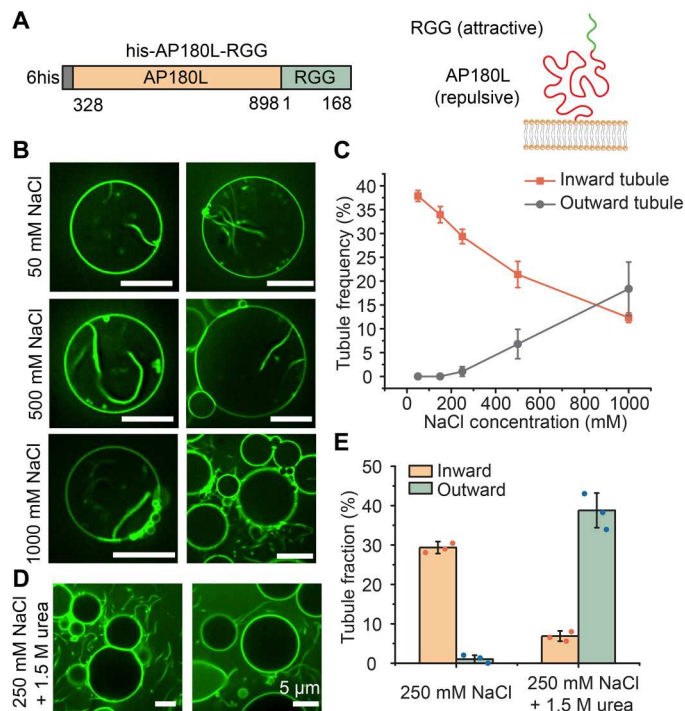 A
his-AP180L-RGG
6his
AP180L
RGG
328
898
1
168
RGG (attractive)
AP180L
(repulsive)
B
50 mM NaCl
500 mM NaCl
1000 mM NaCl
C
Inward tubule
Outward tubule
Tubule frequency (%)
40
35
30
25
20
15
10
5
0
0 200 400 600 800 1000
NaCl concentration (mM)
D
250 mM NaCl
+ 1.5 M urea
5 µm
E
Inward
Outward
Tubule fraction (%)
50
40
30
20
10
0
250 mM NaCl
250 mM NaCl
+ 1.5 M urea